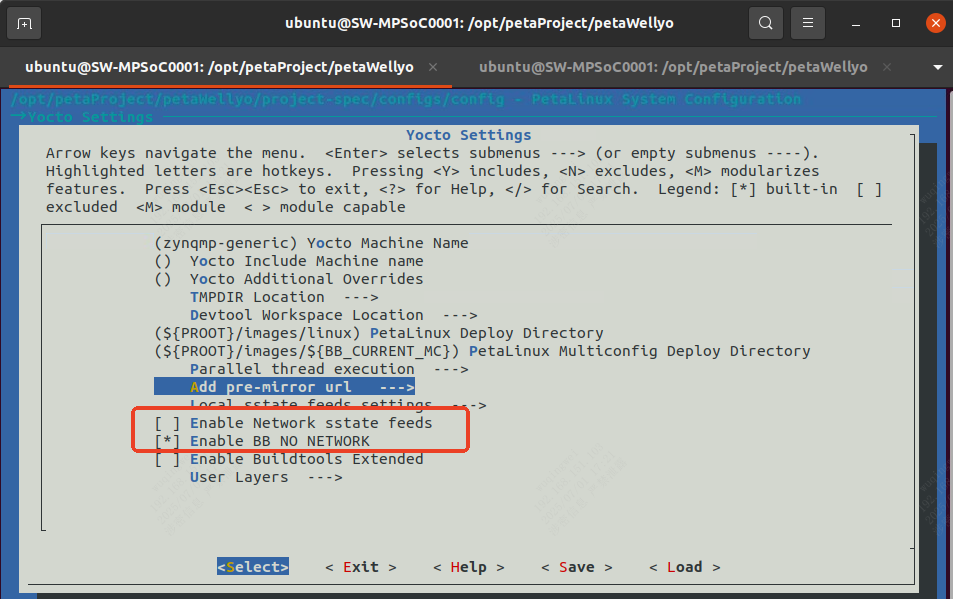 ubuntu@SW-MPSoC0001: /opt/petaProject/petaWellyo
ubuntu@SW-MPSoC0001: /opt/petaProject/petaWellyo × ubuntu@SW-MPSoC0001: /opt/petaProject/petaWellyo ×
/opt/petaProject/petaWellyo/project-spec/configs/config - PetaLinux System Configuration
→Yocto Settings
Yocto Settings
Arrow keys navigate the menu. <Enter> selects submenus ---> (or empty submenus ----).
Highlighted letters are hotkeys. Pressing <Y> includes, <N> excludes, <M> modularizes
features. Press <Esc><Esc> to exit, <?> for Help, </> for Search. Legend: [*] built-in [ ]
excluded <M> module < > module capable
(zynqmp-generic) Yocto Machine Name
() Yocto Include Machine name
() Yocto Additional Overrides
TMPDIR Location --->
Devtool Workspace Location --->
(${PROOT}/images/linux) PetaLinux Deploy Directory
(${PROOT}/images/${BB_CURRENT_MC}) PetaLinux Multiconfig Deploy Directory
Parallel thread execution --->
Add pre-mirror url --->
Local sstate feeds settings --->
[ ] Enable Network sstate feeds
[*] Enable BB NO NETWORK
[ ] Enable Buildtools Extended
User Layers --->
<Select> < Exit > < Help > < Save > < Load >